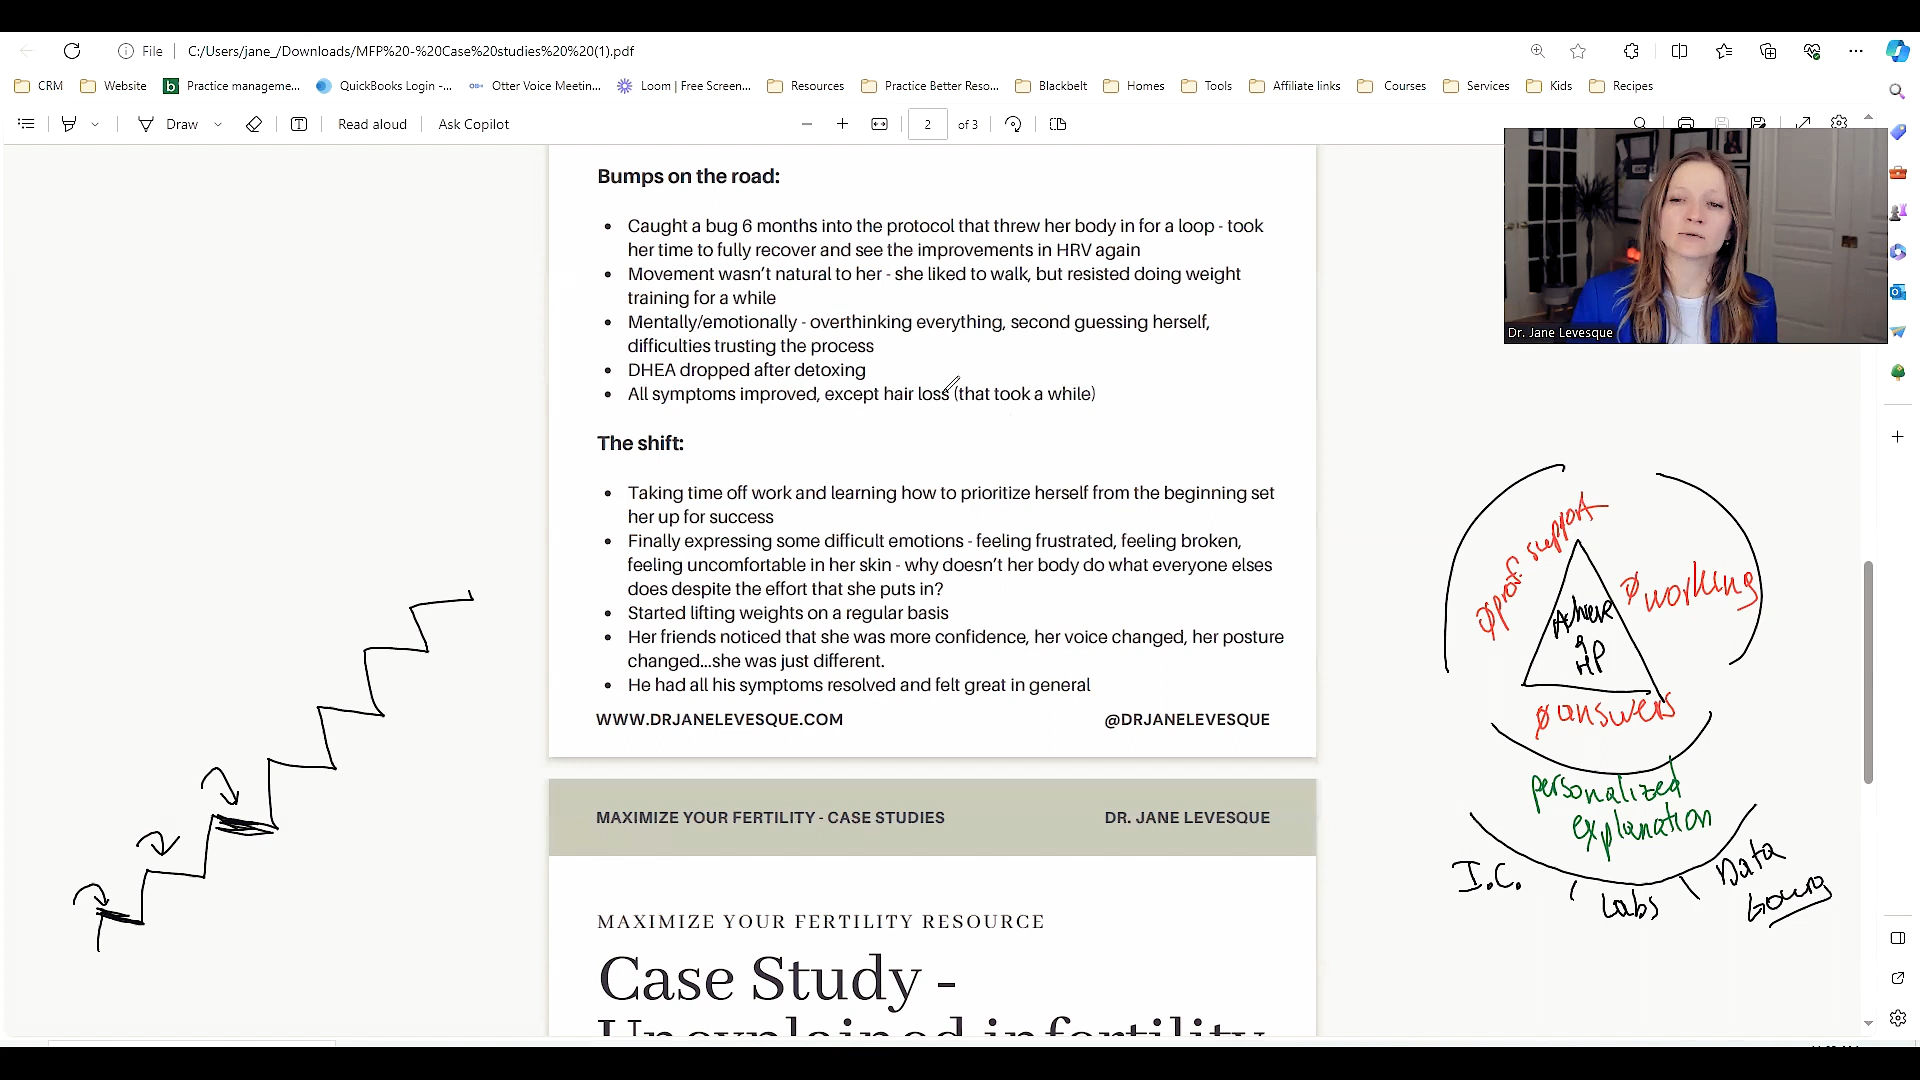 File
C:/Users/jane_/Downloads/MFP%20-%20Case%20studies%20%20(1).pdf
CRM
Website
Practice manageme...
QuickBooks Login -...
Otter Voice Meetin...
Loom | Free Screen...
Resources
Practice Better Reso...
Blackbelt
Homes
Tools
Affiliate links
Courses
Services
Kids
Recipes
Draw
Read aloud
Ask Copilot
2
of 3
Bumps on the road:
Caught a bug 6 months into the protocol that threw her body in for a loop - took
her time to fully recover and see the improvements in HRV again
Movement wasn't natural to her - she liked to walk, but resisted doing weight
training for a while
Mentally/emotionally - overthinking everything, second guessing herself,
difficulties trusting the process
DHEA dropped after detoxing
All symptoms improved, except hair loss (that took a while)
The shift:
Taking time off work and learning how to prioritize herself from the beginning set
her up for success
Finally expressing some difficult emotions - feeling frustrated, feeling broken,
feeling uncomfortable in her skin - why doesn't her body do what everyone elses
does despite the effort that she puts in?
Started lifting weights on a regular basis
Her friends noticed that she was more confidence, her voice changed, her posture
changed...she was just different.
He had all his symptoms resolved and felt great in general
WWW.DRJANELEVESQUE.COM
@DRJANELEVESQUE
MAXIMIZE YOUR FERTILITY - CASE STUDIES
DR. JANE LEVESQUE
MAXIMIZE YOUR FERTILITY RESOURCE
Case Study -
Unexplained infertility
Dr. Jane Levesque
Ø prof. support
Ø working
HP
Ø answers
personalized
explanation
I.C.
Labs
Data